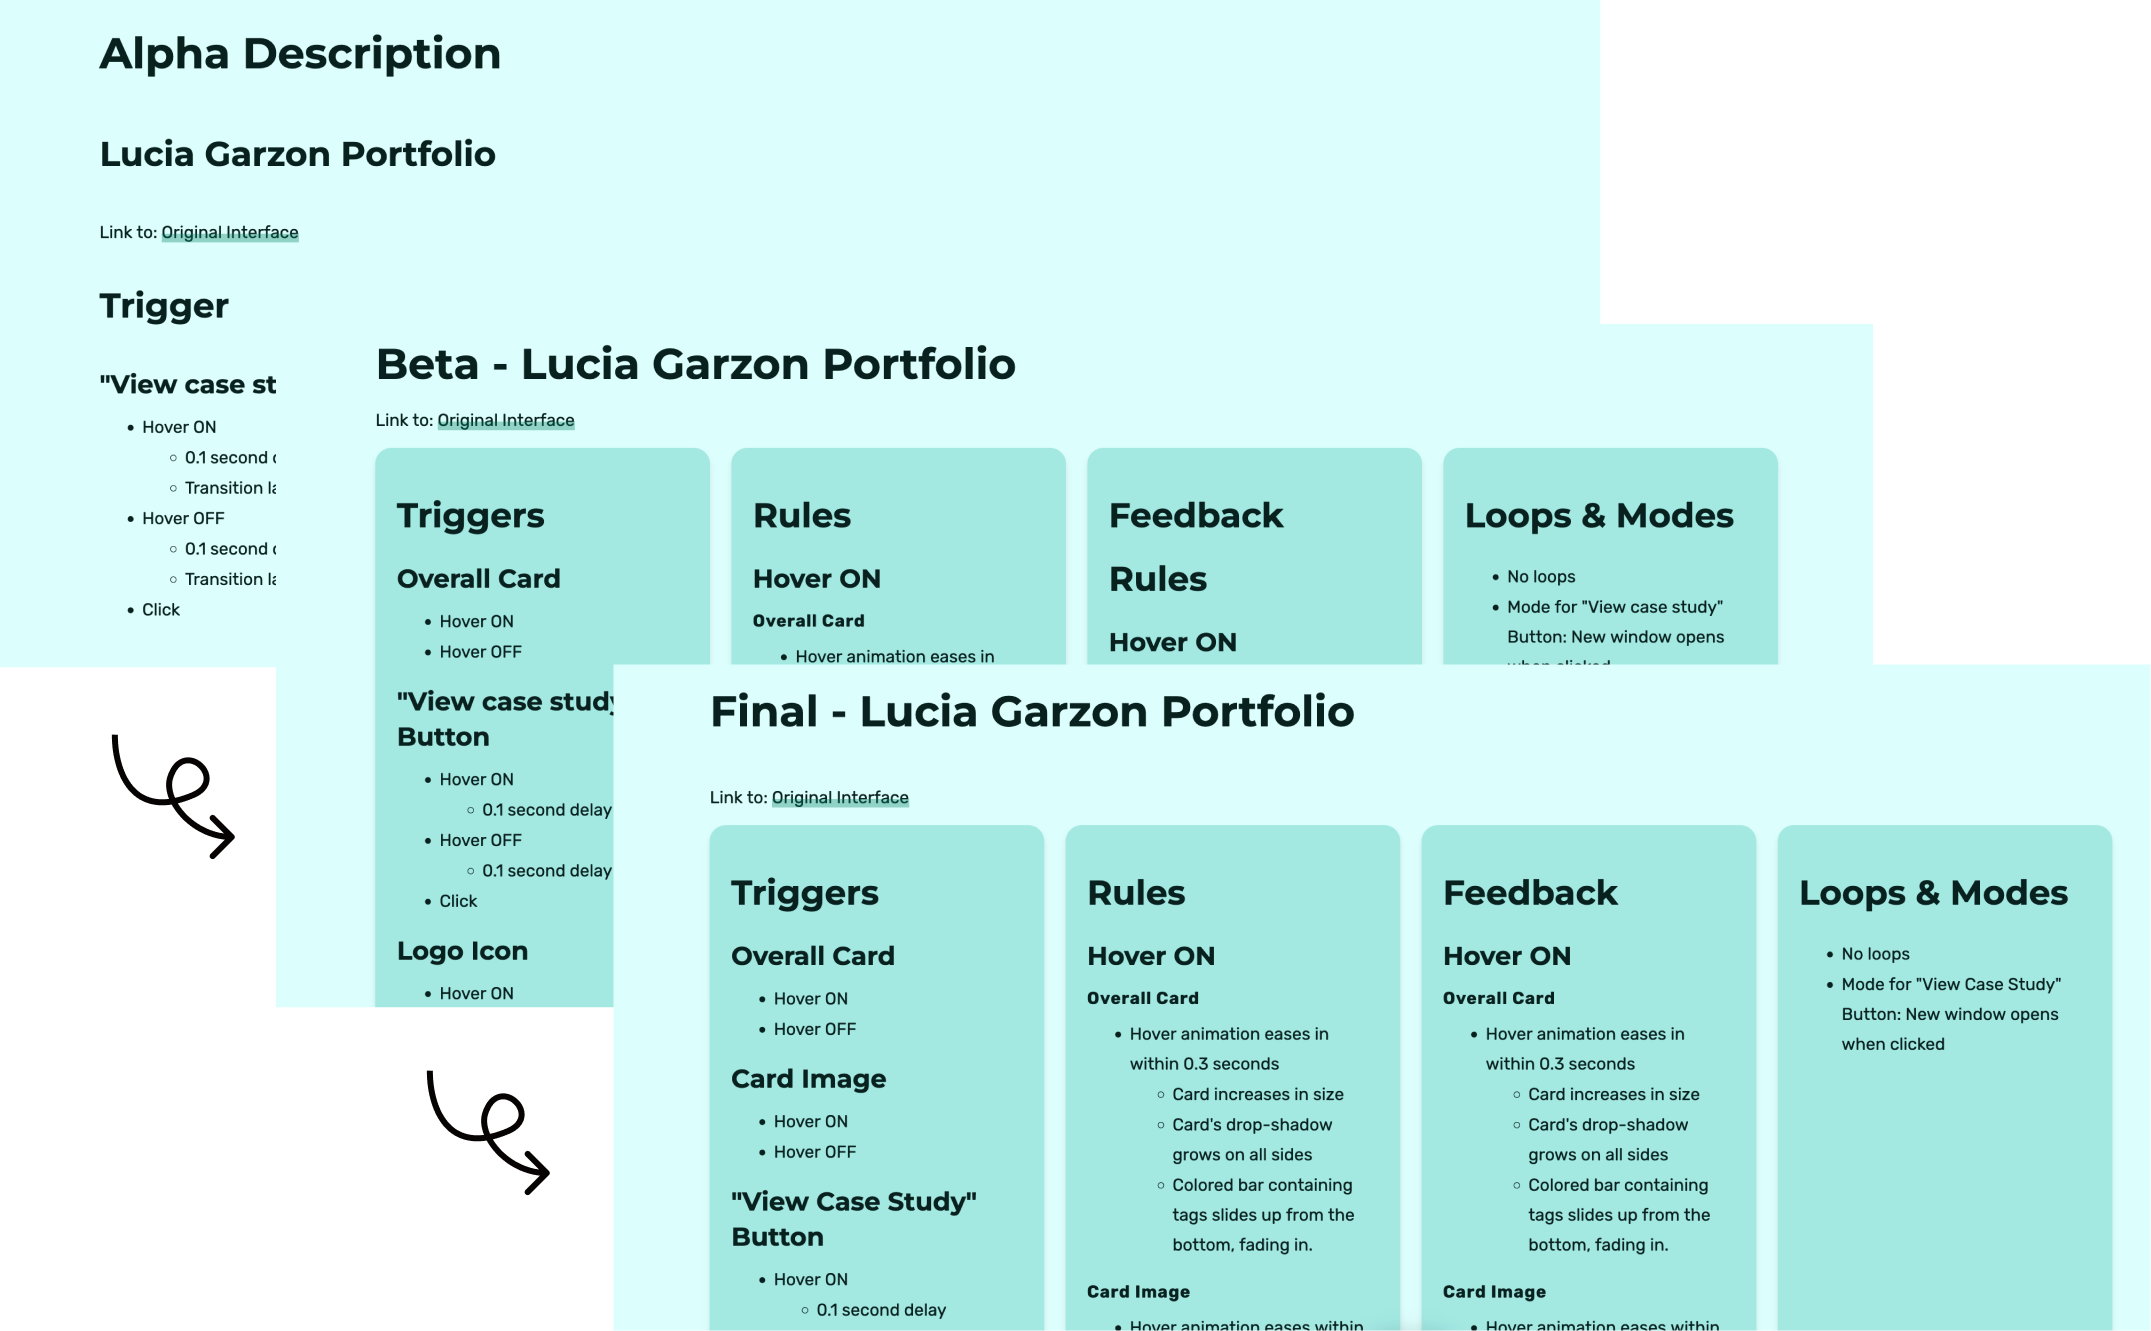 Alpha Description
Lucia Garzon Portfolio
Link to: Original Interface
Trigger
"View case st
Hover ON
0.1 second
Transition la
Hover OFF
0.1 second
Transition la
Click
Beta - Lucia Garzon Portfolio
Link to: Original Interface
Triggers
Overall Card
Hover ON
Hover OFF
"View case study
Button
Hover ON
0.1 second delay
Hover OFF
0.1 second delay
Click
Logo Icon
Hover ON
Rules
Hover ON
Overall Card
Hover animation eases in
Feedback
Rules
Hover ON
Loops & Modes
No loops
Mode for "View case study"
Button: New window opens
when clicked
Final - Lucia Garzon Portfolio
Link to: Original Interface
Triggers
Overall Card
Hover ON
Hover OFF
Card Image
Hover ON
Hover OFF
"View Case Study"
Button
Hover ON
0.1 second delay
Rules
Hover ON
Overall Card
Hover animation eases in
within 0.3 seconds
Card increases in size
Card's drop-shadow
grows on all sides
Colored bar containing
tags slides up from the
bottom, fading in.
Card Image
Hover animation eases within
Feedback
Hover ON
Overall Card
Hover animation eases in
within 0.3 seconds
Card increases in size
Card's drop-shadow
grows on all sides
Colored bar containing
tags slides up from the
bottom, fading in.
Card Image
Hover animation eases within
Loops & Modes
No loops
Mode for "View Case Study"
Button: New window opens
when clicked